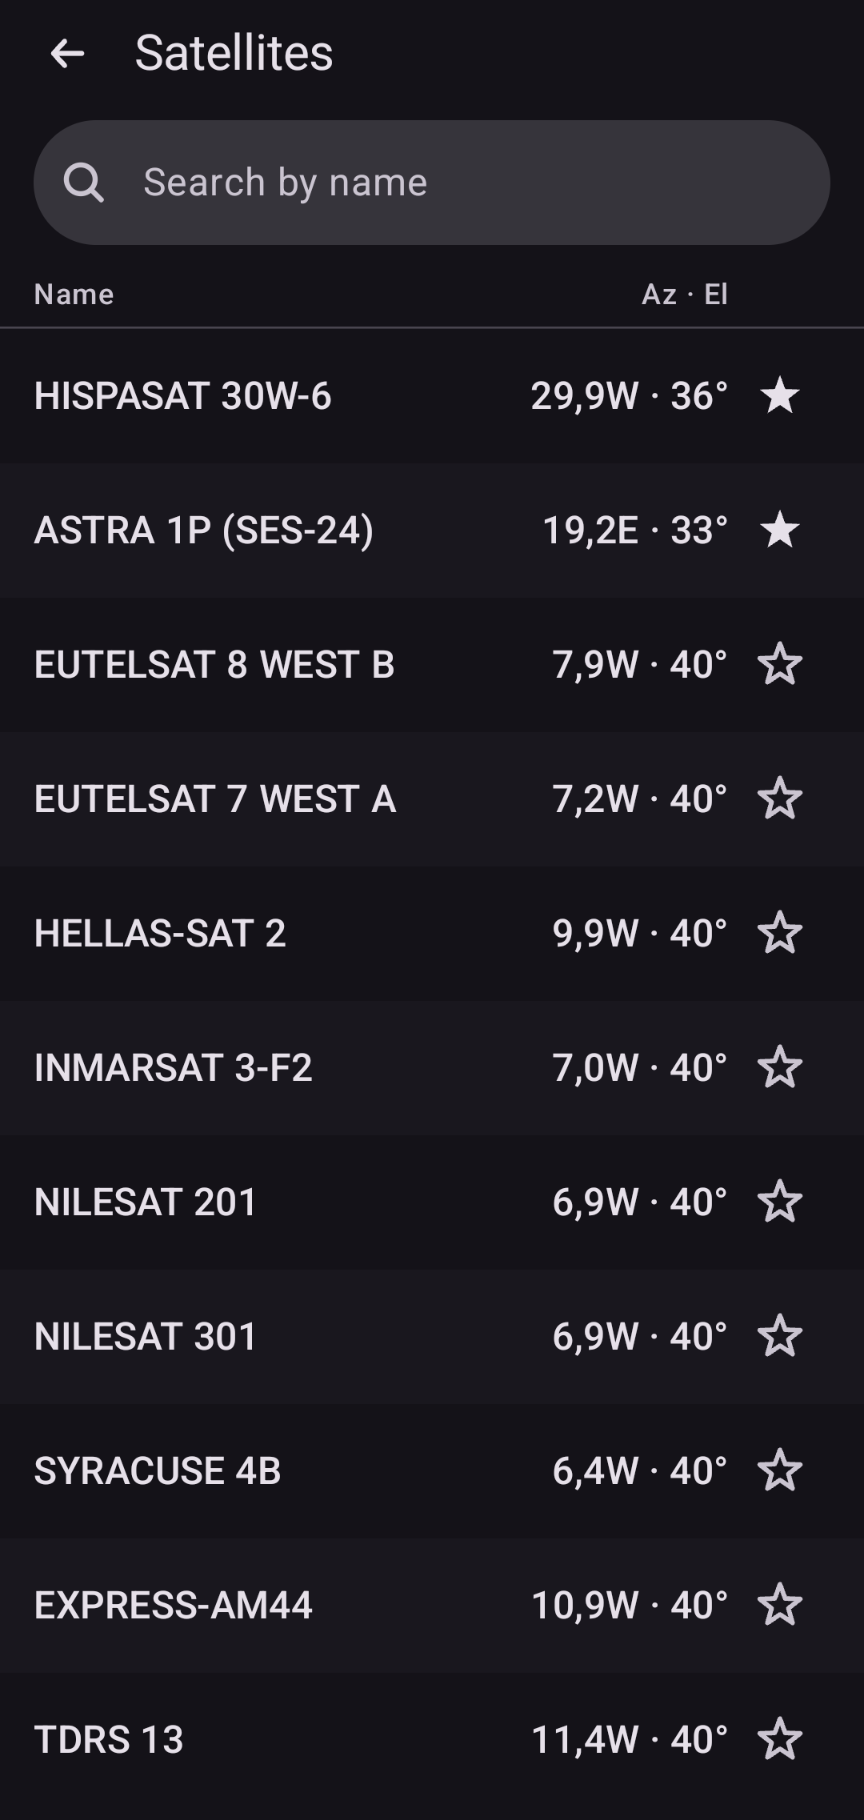 Satellites
Search by name
Name Az · El
HISPASAT 30W-6 29,9W · 36°
ASTRA 1P (SES-24) 19,2E · 33°
EUTELSAT 8 WEST B 7,9W · 40°
EUTELSAT 7 WEST A 7,2W · 40°
HELLAS-SAT 2 9,9W · 40°
INMARSAT 3-F2 7,0W · 40°
NILESAT 201 6,9W · 40°
NILESAT 301 6,9W · 40°
SYRACUSE 4B 6,4W · 40°
EXPRESS-AM44 10,9W · 40°
TDRS 13 11,4W · 40°